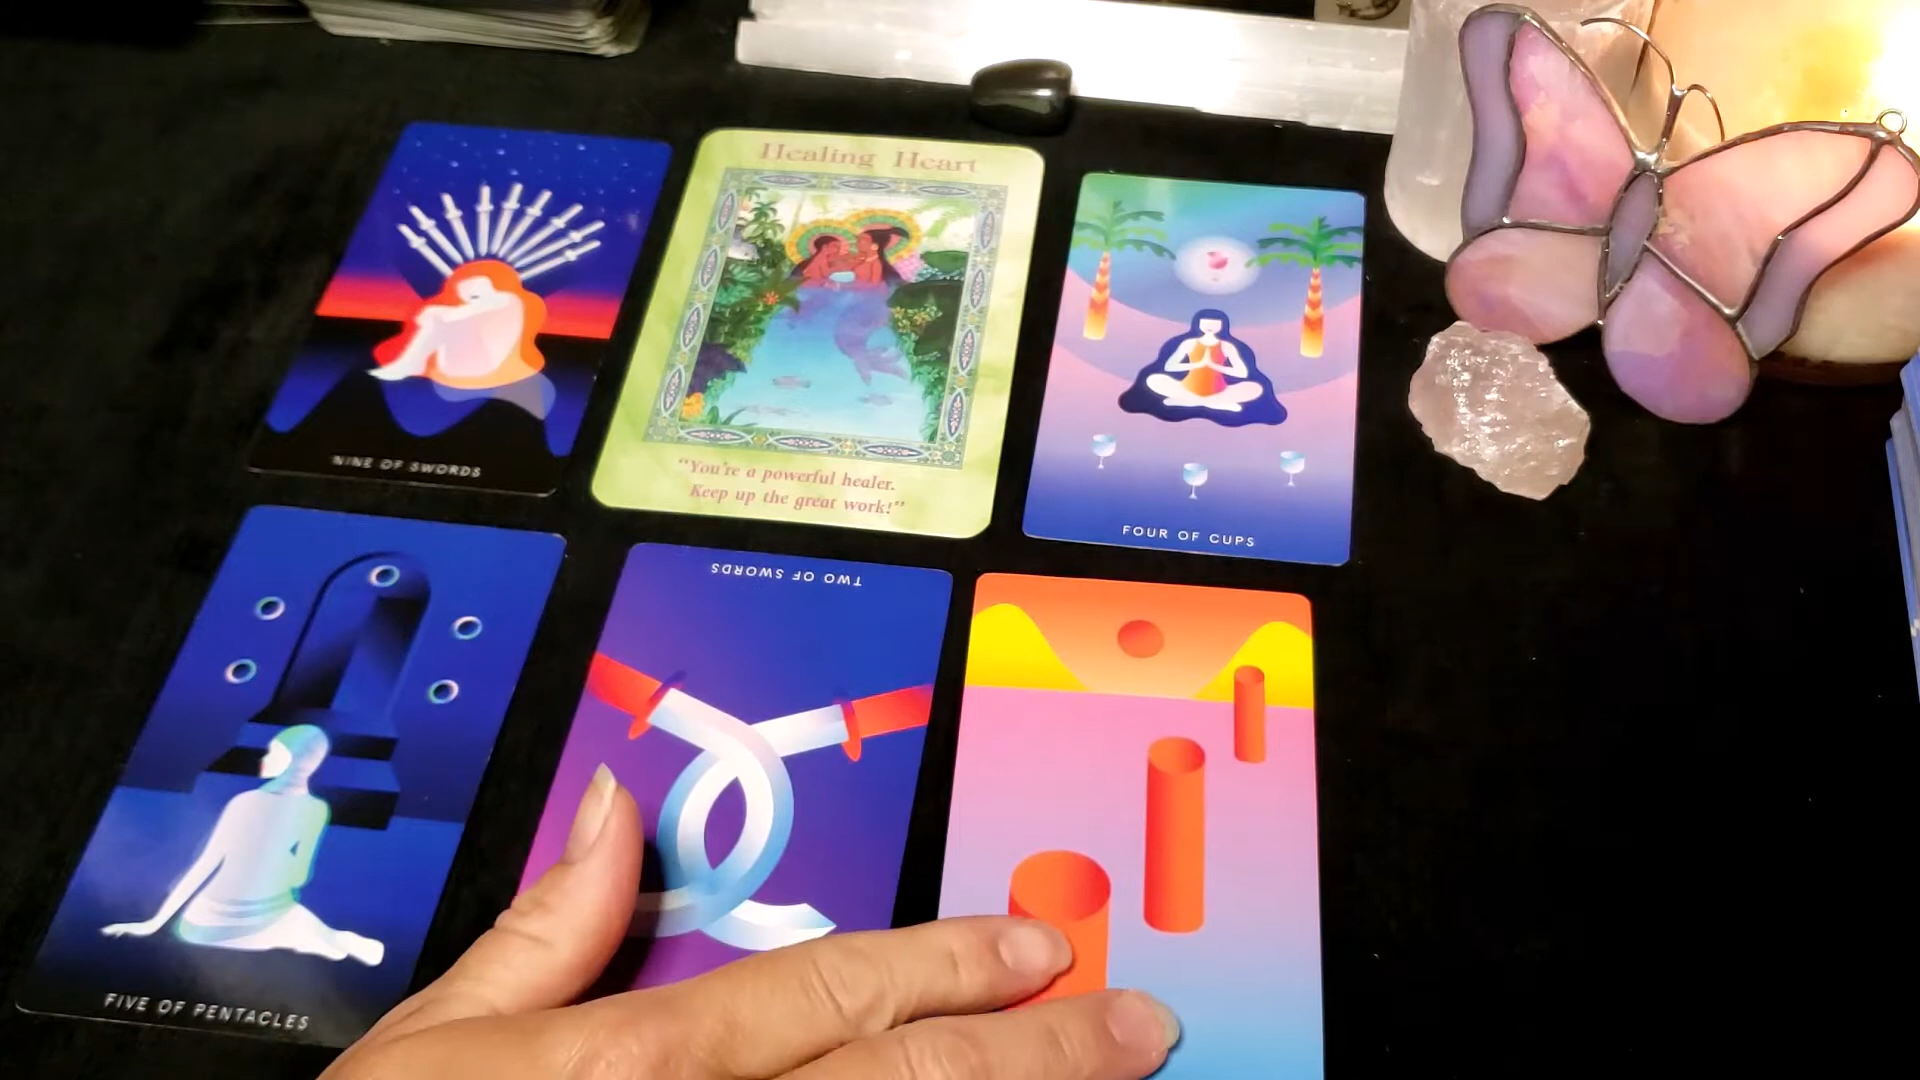 Healing Heart
"You're a powerful healer.
Keep up the great work!"
NINE OF SWORDS
FOUR OF CUPS
TWO OF SWORDS
FIVE OF PENTACLES